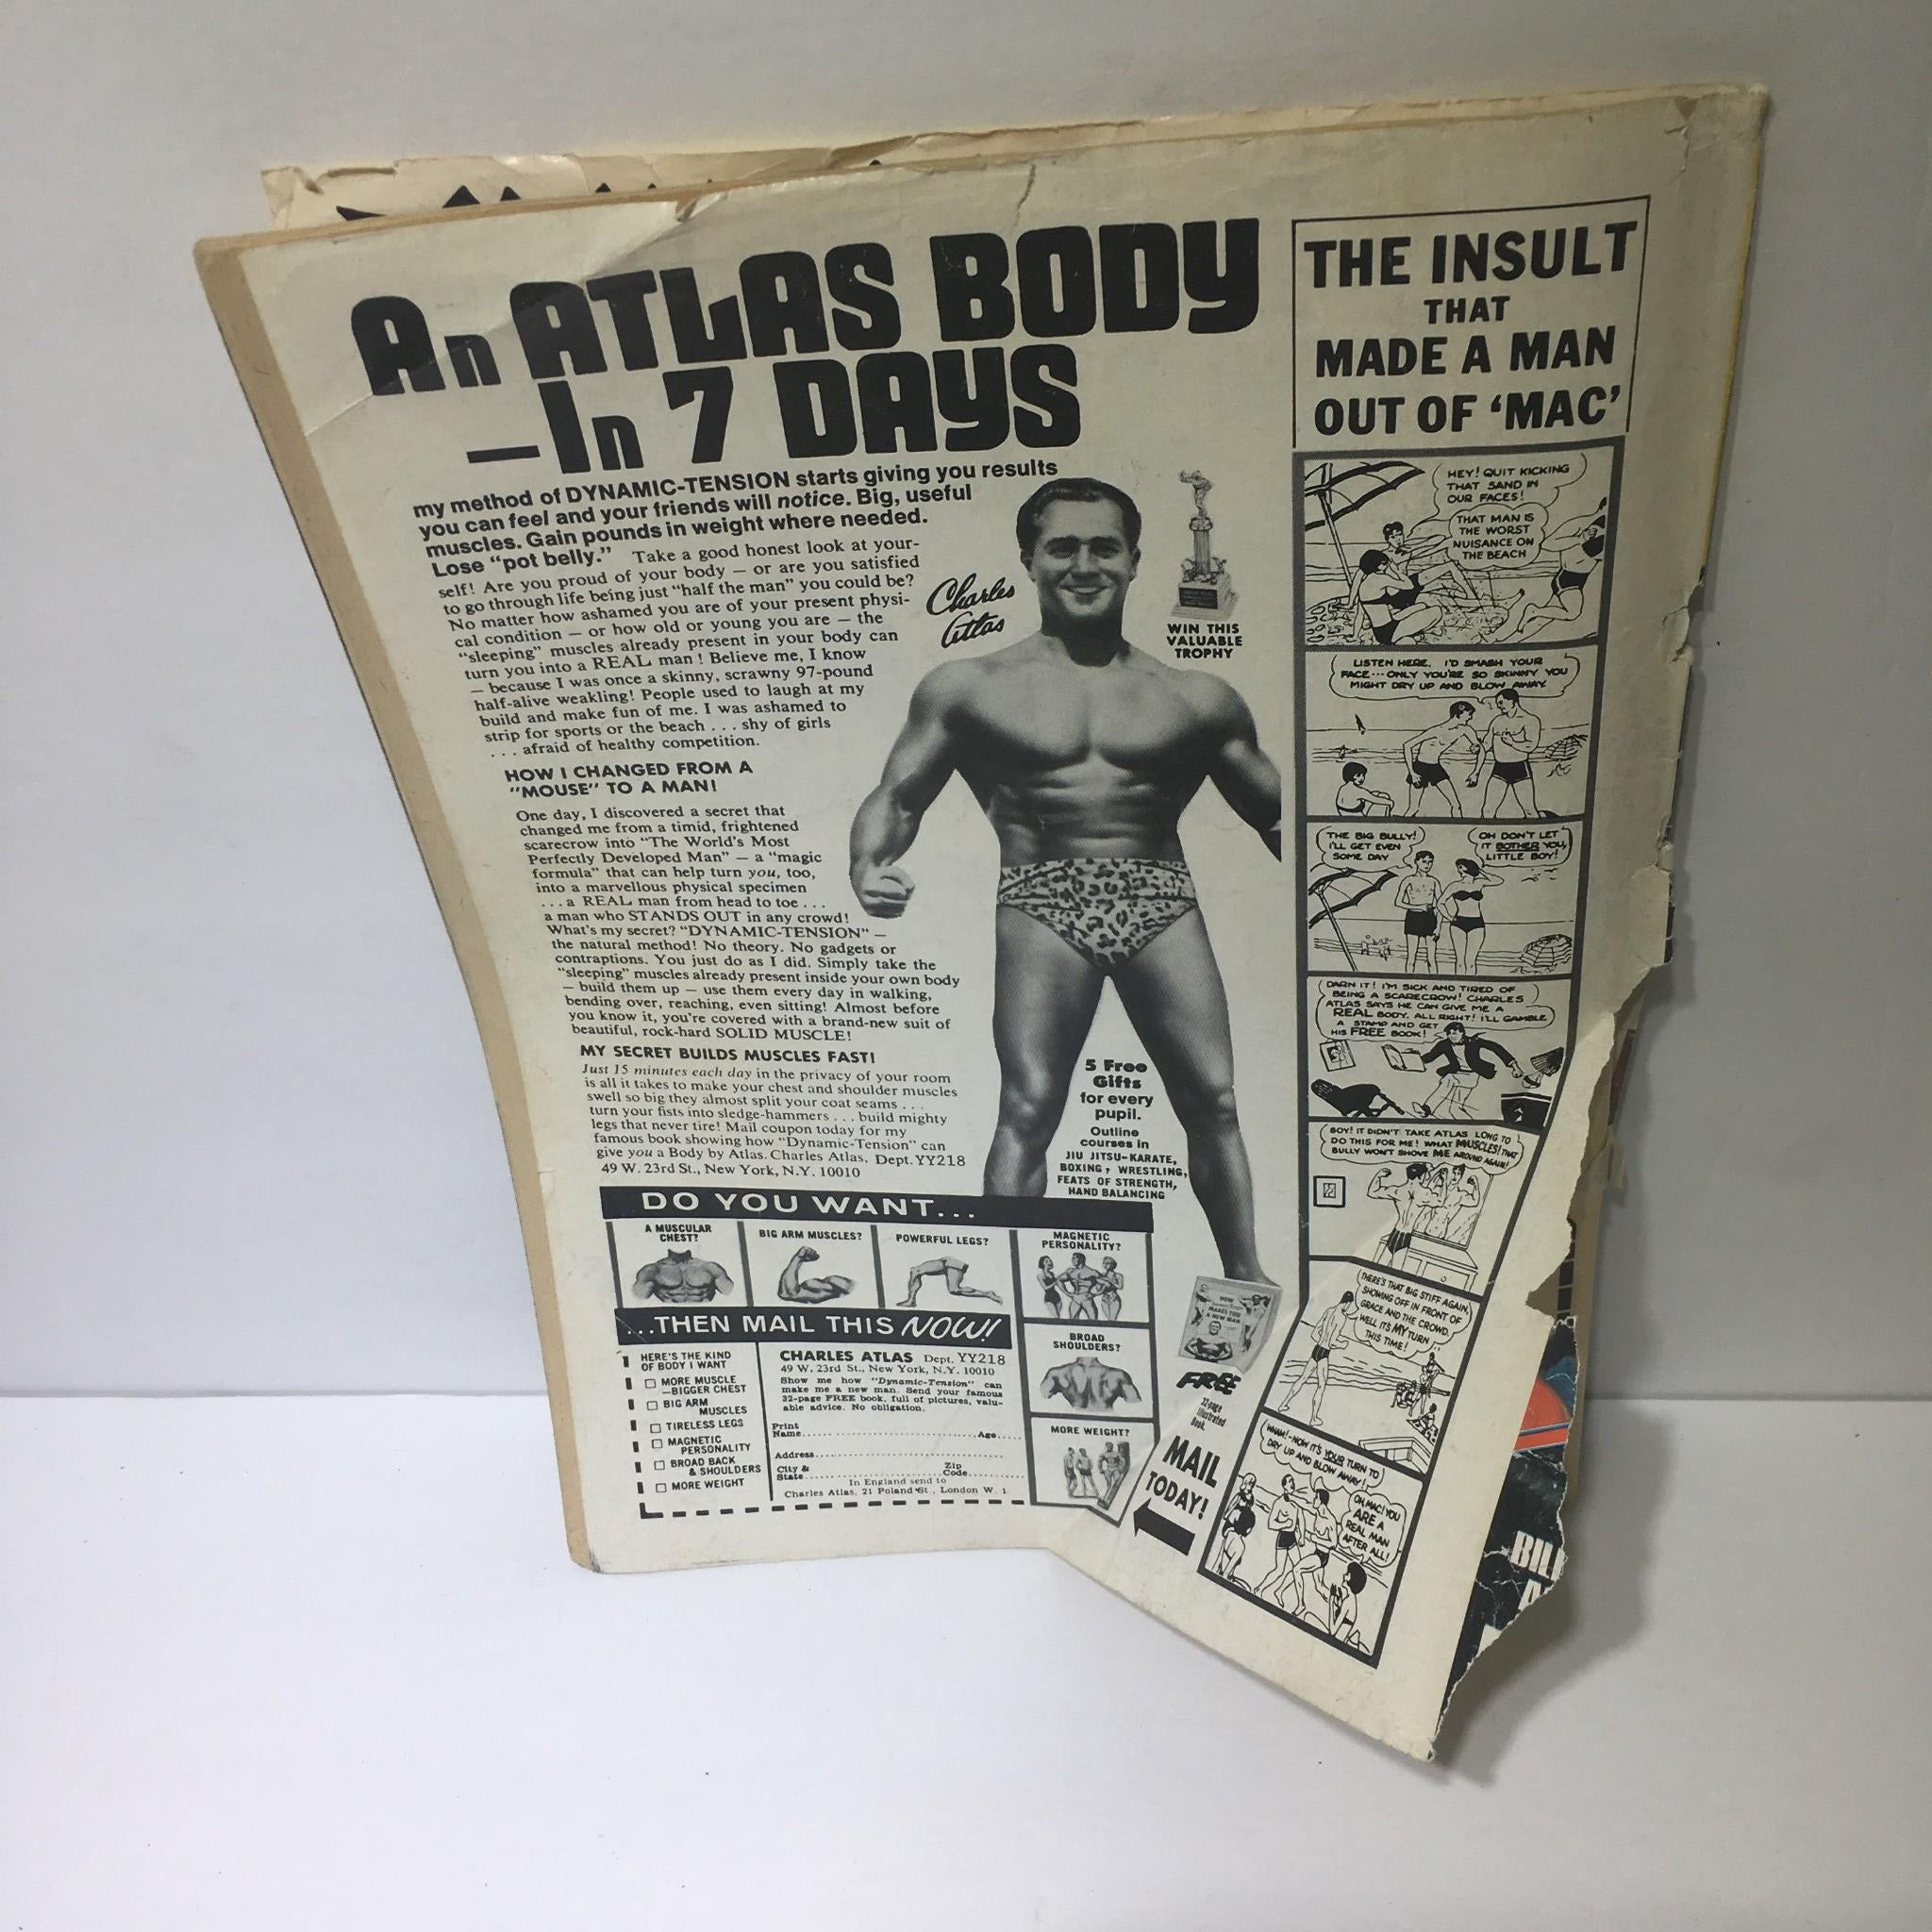 An ATLAS BODY
—In 7 DAYS
my method of DYNAMIC-TENSION starts giving you results
you can feel and your friends will notice. Big, useful
muscles. Gain pounds in weight where needed.
Lose "pot belly." Take a good honest look at your-
self! Are you proud of your body — or are you satisfied
to go through life being just "half the man" you could be?
No matter how ashamed you are of your present physi-
cal condition — or how old or young you are — the
"sleeping" muscles already present in your body can
turn you into a REAL man! Believe me, I know
— because I was once a skinny, scrawny 97-pound
half-alive weakling! People used to laugh at my
build and make fun of me. I was ashamed to
strip for sports or the beach . . . shy of girls
. . . afraid of healthy competition.
HOW I CHANGED FROM A
"MOUSE" TO A MAN!
One day, I discovered a secret that
changed me from a timid, frightened
scarecrow into "The World's Most
Perfectly Developed Man" — a "magic
formula" that can help turn you, too,
into a marvellous physical specimen
. . . a REAL man from head to toe . . .
a man who STANDS OUT in any crowd!
What's my secret? "DYNAMIC-TENSION" —
the natural method! No theory. No gadgets or
contraptions. You just do as I did. Simply take the
"sleeping" muscles already present inside your own body
— build them up — use them every day in walking,
bending over, reaching, even sitting! Almost before
you know it, you're covered with a brand-new suit of
beautiful, rock-hard SOLID MUSCLE!
MY SECRET BUILDS MUSCLES FAST!
Just 15 minutes each day in the privacy of your room
is all it takes to make your chest and shoulder muscles
swell so big they almost split your coat seams . . .
turn your fists into sledge-hammers . . . build mighty
legs that never tire! Mail coupon today for my
famous book showing how "Dynamic-Tension" can
give you a Body by Atlas. Charles Atlas, Dept. YY218
49 W. 23rd St., New York, N.Y. 10010
Charles
Atlas
WIN THIS
VALUABLE
TROPHY
5 Free
Gifts
for every
pupil.
Outline
courses in
JIU JITSU-KARATE,
BOXING, WRESTLING,
FEATS OF STRENGTH,
HAND BALANCING
DO YOU WANT...
A MUSCULAR
CHEST?
BIG ARM MUSCLES?
POWERFUL LEGS?
MAGNETIC
PERSONALITY?
BROAD
SHOULDERS?
MORE WEIGHT?
...THEN MAIL THIS NOW!
HERE'S THE KIND
OF BODY I WANT
MORE MUSCLE
—BIGGER CHEST
BIG ARM
MUSCLES
TIRELESS LEGS
MAGNETIC
PERSONALITY
BROAD BACK
& SHOULDERS
MORE WEIGHT
CHARLES ATLAS Dept. YY218
49 W. 23rd St., New York, N.Y. 10010
Show me how "Dynamic-Tension" can
make me a new man. Send your famous
32-page FREE book, full of pictures, valu-
able advice. No obligation.
Print
Name..........Age.....
Address..........
City & Zip
State..........Code..........
In England send to
Charles Atlas, 21 Poland St., London W. 1.
HOW
MAKES YOU
A NEW MAN
FREE
32-page
Illustrated
Book.
MAIL
TODAY!
THE INSULT
THAT
MADE A MAN
OUT OF 'MAC'
HEY! QUIT KICKING
THAT SAND IN
OUR FACES!
THAT MAN IS
THE WORST
NUISANCE ON
THE BEACH
LISTEN HERE. I'D SMASH YOUR
FACE---ONLY YOU'RE SO SKINNY YOU
MIGHT DRY UP AND BLOW AWAY.
THE BIG BULLY!
I'LL GET EVEN
SOME DAY
OH DON'T LET
IT BOTHER YOU,
LITTLE BOY!
DARN IT! I'M SICK AND TIRED OF
BEING A SCARECROW! CHARLES
ATLAS SAYS HE CAN GIVE ME A
REAL BODY. ALL RIGHT! I'LL GAMBLE
A STAMP AND GET
HIS FREE BOOK!
BOY! IT DIDN'T TAKE ATLAS LONG TO
DO THIS FOR ME! WHAT MUSCLES! THAT
BULLY WON'T SHOVE ME AROUND AGAIN!
THERE'S THAT BIG STIFF AGAIN,
SHOWING OFF IN FRONT OF
GRACE AND THE CROWD.
WELL IT'S MY TURN
THIS TIME!
WHAM!-NOW IT'S YOUR TURN TO
DRY UP AND BLOW AWAY!
OH, MAC! YOU
ARE A
REAL MAN
AFTER ALL!